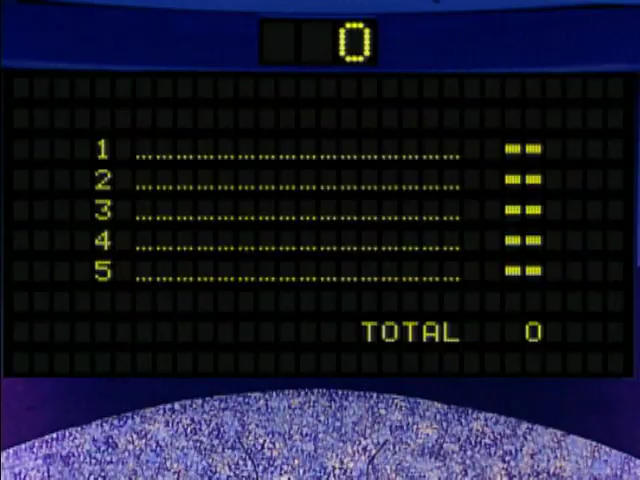 0
1 ................................................ --
2 ................................................ --
3 ................................................ --
4 ................................................ --
5 ................................................ --
TOTAL 0